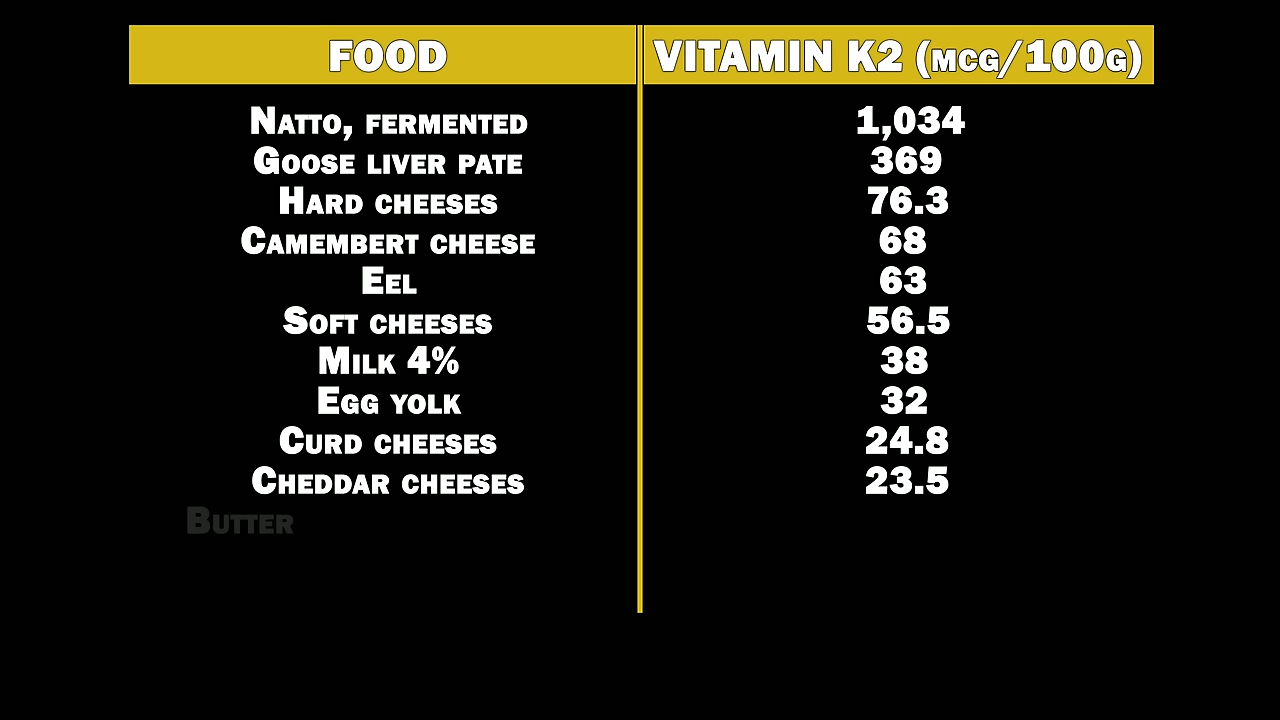 FOOD VITAMIN K2 (MCG/100G)
NATTO, FERMENTED 1,034
GOOSE LIVER PATE 369
HARD CHEESES 76.3
CAMEMBERT CHEESE 68
EEL 63
SOFT CHEESES 56.5
MILK 4% 38
EGG YOLK 32
CURD CHEESES 24.8
CHEDDAR CHEESES 23.5
BUTTER